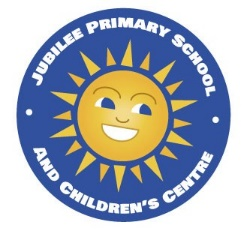 JUBILEE PRIMARY SCHOOL
AND CHILDREN'S CENTRE